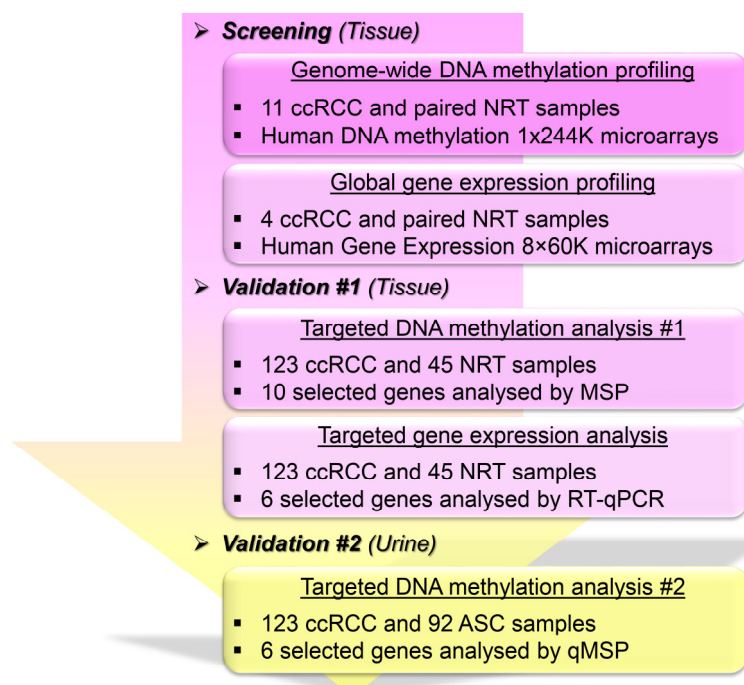 ➢ Screening (Tissue)
Genome-wide DNA methylation profiling
▪ 11 ccRCC and paired NRT samples
▪ Human DNA methylation 1x244K microarrays
Global gene expression profiling
▪ 4 ccRCC and paired NRT samples
▪ Human Gene Expression 8×60K microarrays
➢ Validation #1 (Tissue)
Targeted DNA methylation analysis #1
▪ 123 ccRCC and 45 NRT samples
▪ 10 selected genes analysed by MSP
Targeted gene expression analysis
▪ 123 ccRCC and 45 NRT samples
▪ 6 selected genes analysed by RT-qPCR
➢ Validation #2 (Urine)
Targeted DNA methylation analysis #2
▪ 123 ccRCC and 92 ASC samples
▪ 6 selected genes analysed by qMSP